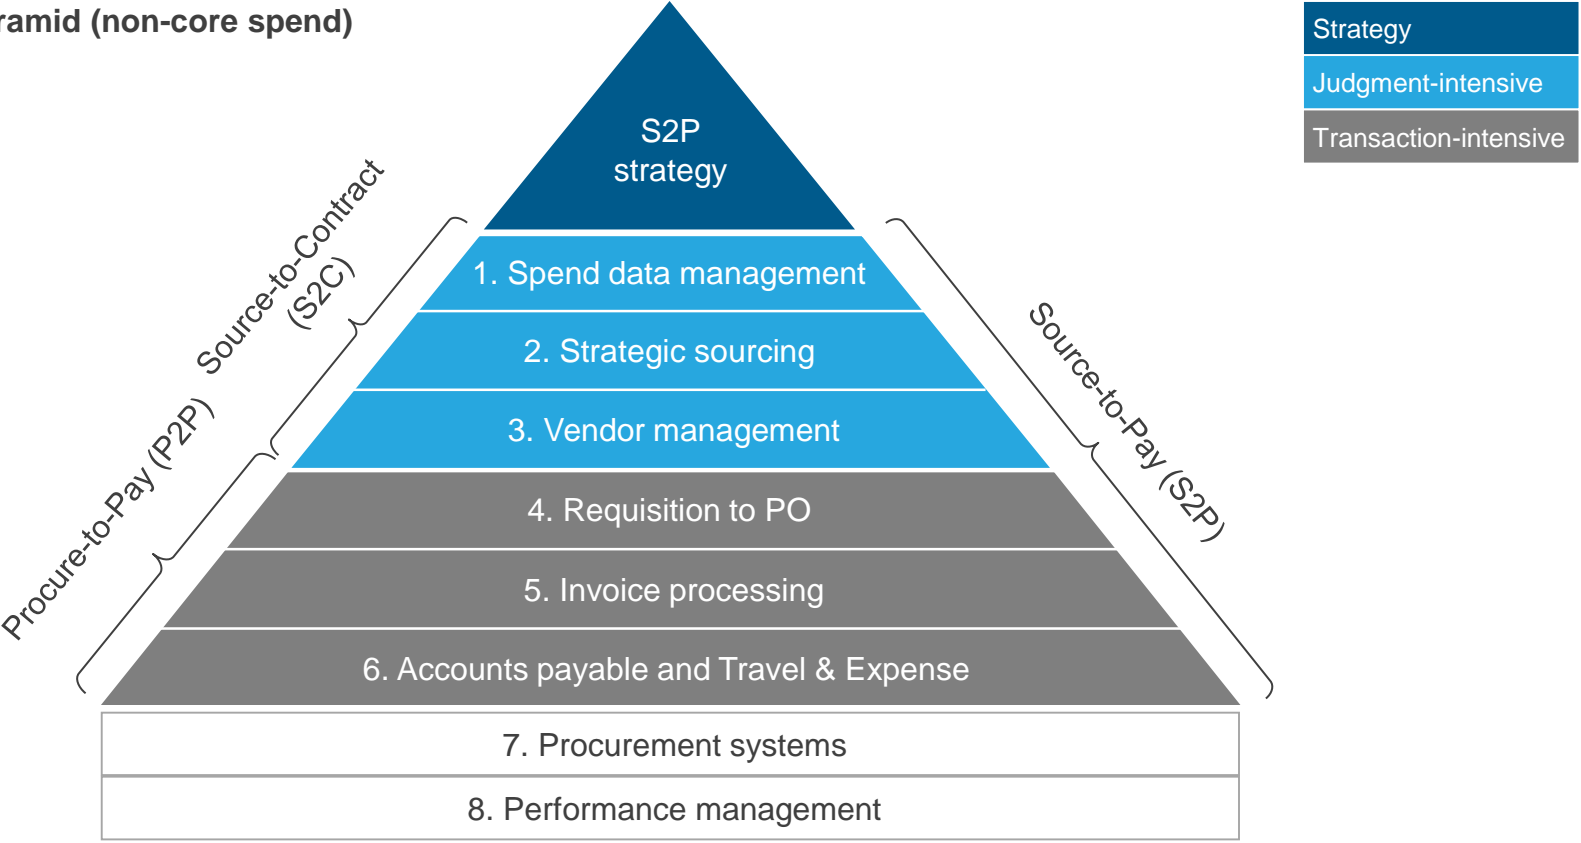 (non-core spend)
Strategy
Judgment-intensive
Transaction-intensive
S2P
strategy
Source-to-Contract
(S2C)
1. Spend data management
2. Strategic sourcing
3. Vendor management
Source-to-Pay (S2P)
Procure-to-Pay (P2P)
4. Requisition to PO
5. Invoice processing
6. Accounts payable and Travel & Expense
7. Procurement systems
8. Performance management